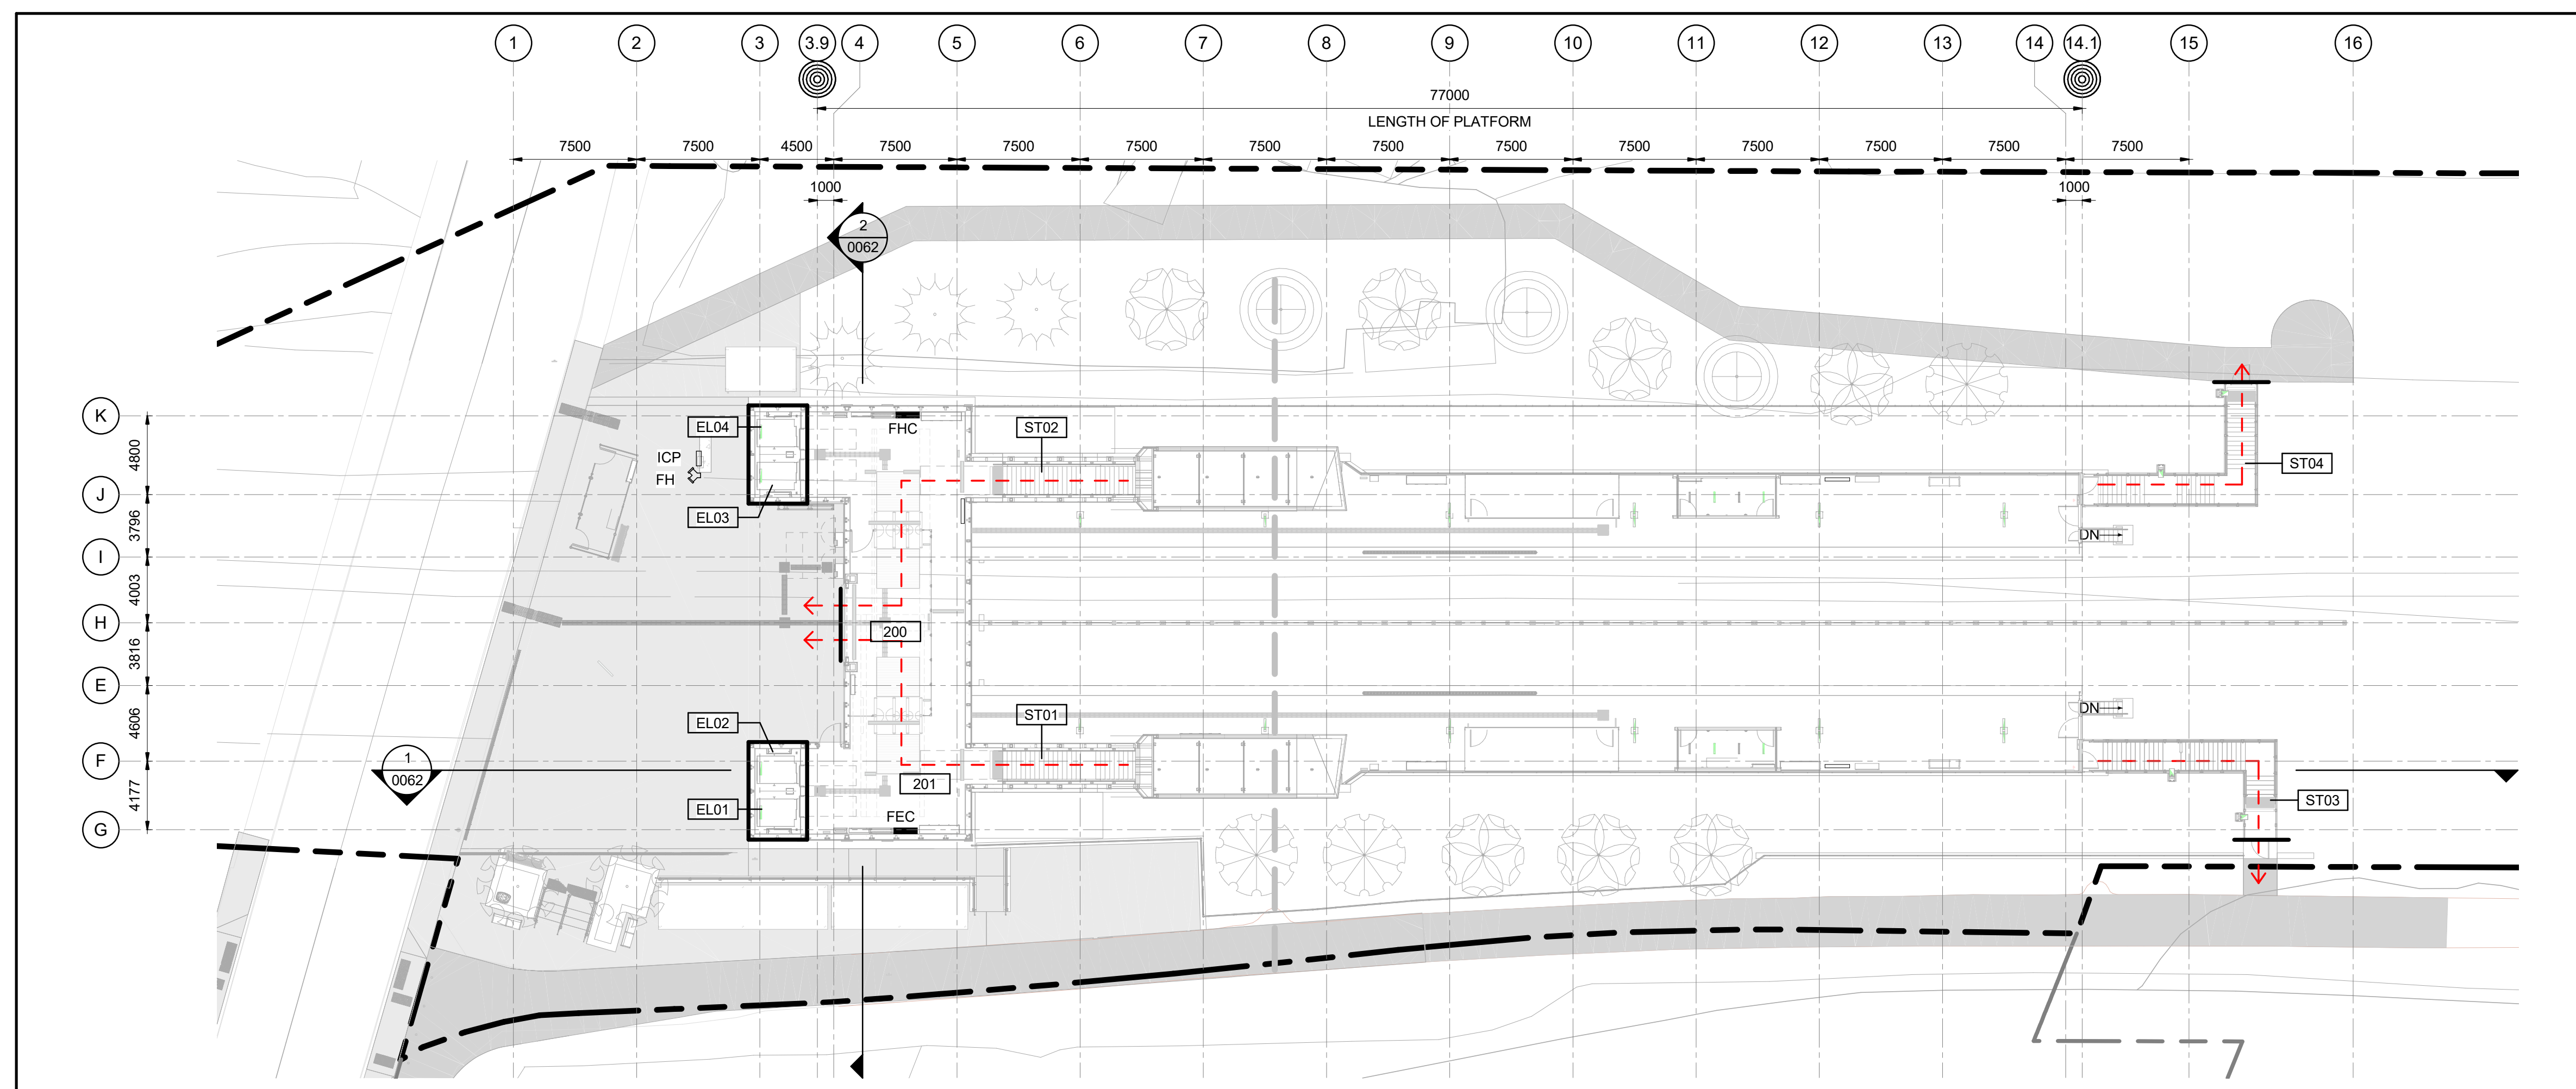 1 2 3 3.9 4 5 6 7 8 9 10 11 12 13 14 14.1 15 16
77000
LENGTH OF PLATFORM
7500 7500 4500 7500 7500 7500 7500 7500 7500 7500 7500 7500 7500 7500
1000 1000
2
0062
K
EL04 FHC ST02
4800
ICP
FH
ST04
J
EL03
3796
DN
I
4003
H
200
3816
E
4606
EL02 ST01 DN
F
1
0062
201
4177
EL01 FEC ST03
G